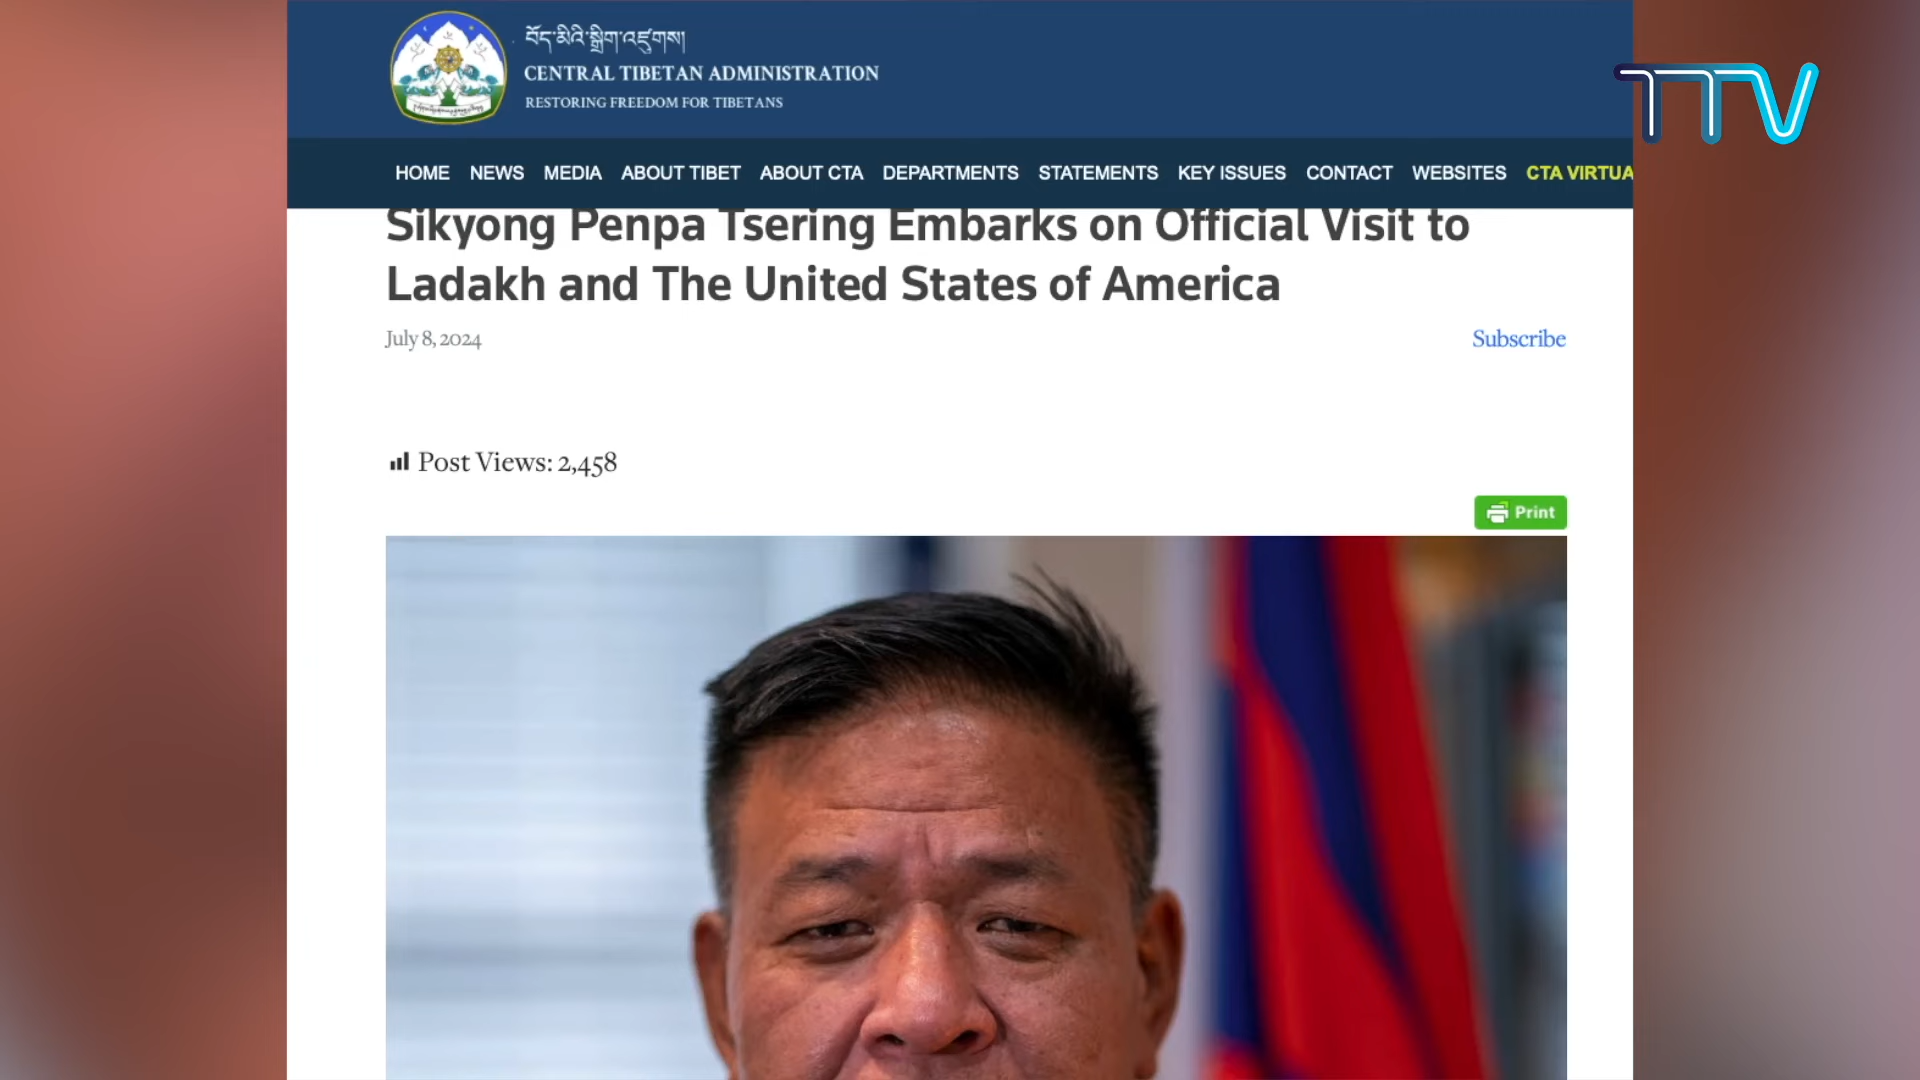 བོད་མིའི་སྒྲིག་འཛུགས།
CENTRAL TIBETAN ADMINISTRATION
RESTORING FREEDOM FOR TIBETANS
TTV
HOME NEWS MEDIA ABOUT TIBET ABOUT CTA DEPARTMENTS STATEMENTS KEY ISSUES CONTACT WEBSITES CTA VIRTUA
Sikyong Penpa Tsering Embarks on Official Visit to
Ladakh and The United States of America
July 8, 2024
Subscribe
Post Views: 2,458
Print